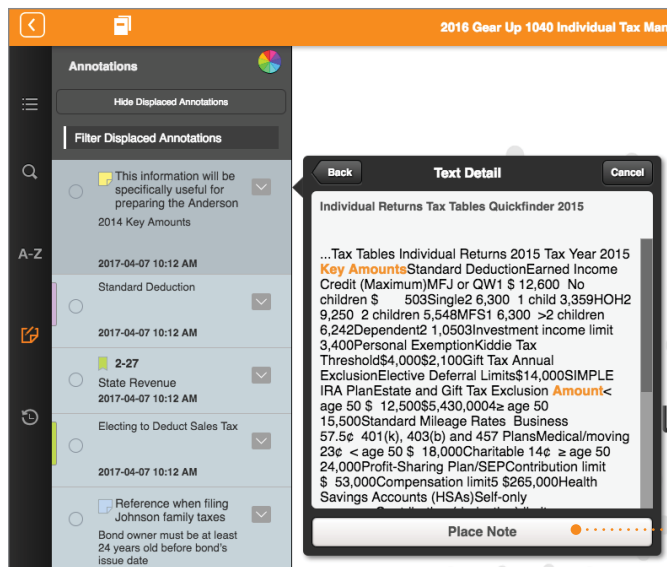 2016 Gear Up 1040 Individual Tax Man
Annotations
Hide Displaced Annotations
Filter Displaced Annotations
A-Z
This information will be
specifically useful for
preparing the Anderson
2014 Key Amounts
2017-04-07 10:12 AM
Standard Deduction
2017-04-07 10:12 AM
2-27
State Revenue
2017-04-07 10:12 AM
Electing to Deduct Sales Tax
2017-04-07 10:12 AM
Reference when filing
Johnson family taxes
Bond owner must be at least
24 years old before bond's
issue date
Back
Text Detail
Cancel
Individual Returns Tax Tables Quickfinder 2015
...Tax Tables Individual Returns 2015 Tax Year 2015
Key AmountsStandard DeductionEarned Income
Credit (Maximum)MFJ or QW1 $ 12,600 No
children $ 503Single2 6,300 1 child 3,359HOH2
9,250 2 children 5,548MFS1 6,300 >2 children
6,242Dependent2 1,0503Investment income limit
3,400Personal ExemptionKiddie Tax
Threshold$4,000$2,100Gift Tax Annual
ExclusionElective Deferral Limits$14,000SIMPLE
IRA PlanEstate and Gift Tax Exclusion Amount<
age 50 $ 12,500$5,430,0004≥ age 50
15,500Standard Mileage Rates Business
57.5¢ 401(k), 403(b) and 457 PlansMedical/moving
23¢ < age 50 $ 18,000Charitable 14¢ ≥ age 50
24,000Profit-Sharing Plan/SEPContribution limit
$ 53,000Compensation limit5 $265,000Health
Savings Accounts (HSAs)Self-only
Place Note